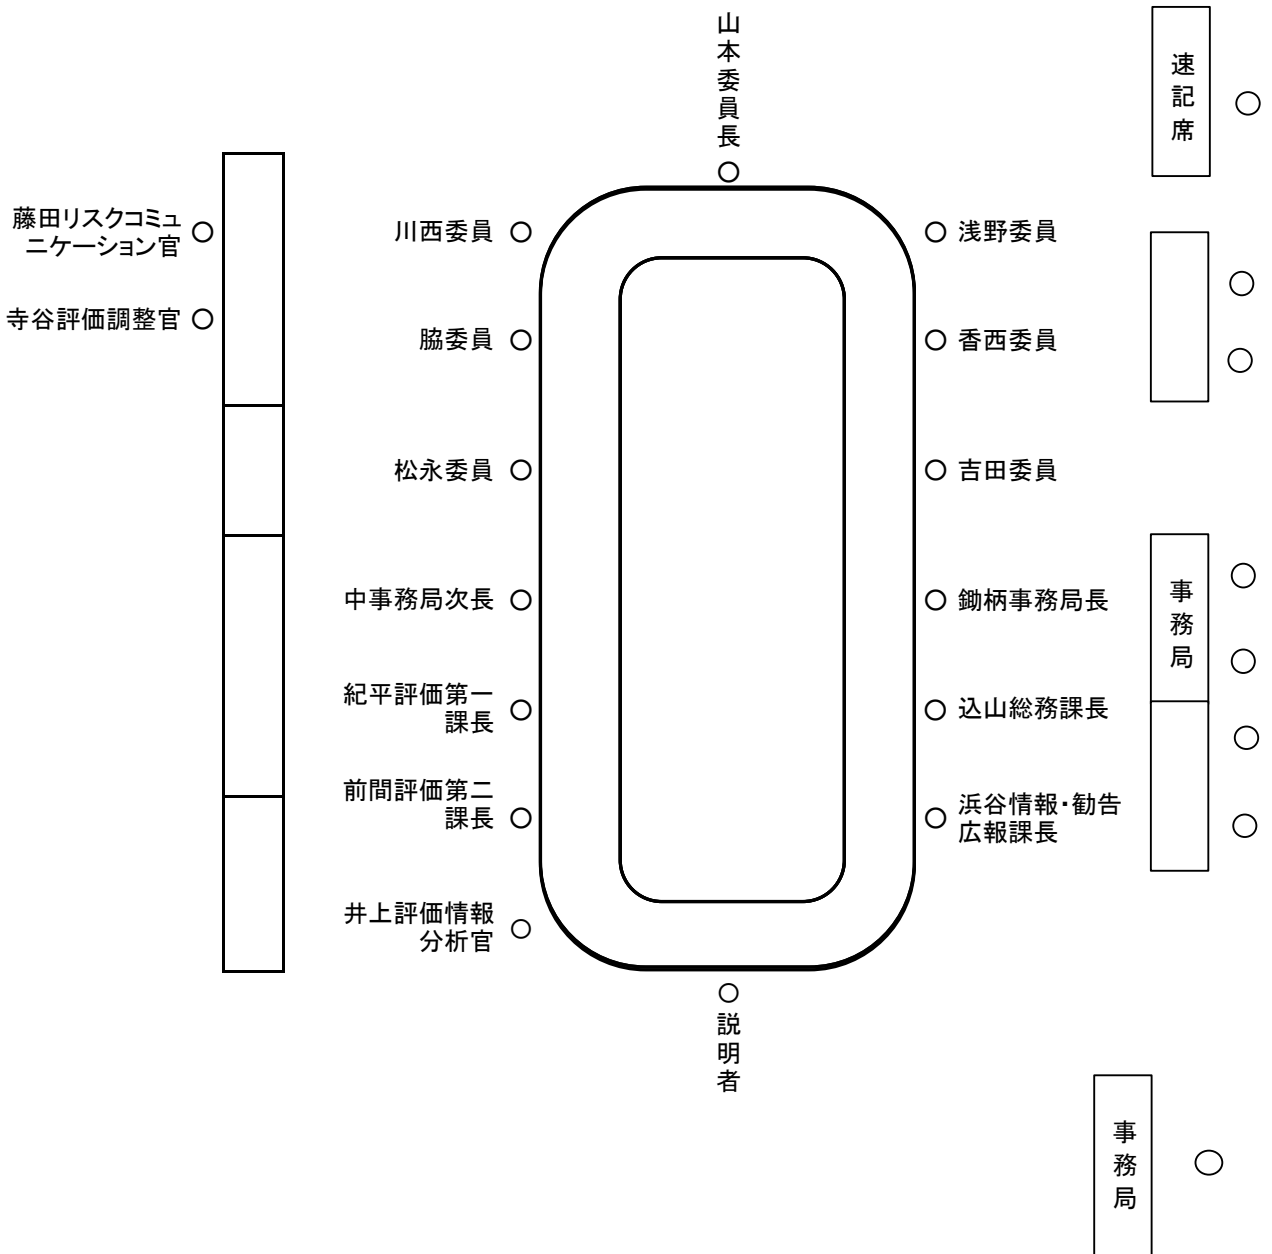 山本委員長
速記席
藤田リスクコミュ
ニケーション官
川西委員
浅野委員
寺谷評価調整官
脇委員
香西委員
松永委員
吉田委員
中事務局次長
鋤柄事務局長
事務局
紀平評価第一
課長
込山総務課長
前間評価第二
課長
浜谷情報・勧告
広報課長
井上評価情報
分析官
説明者
事務局